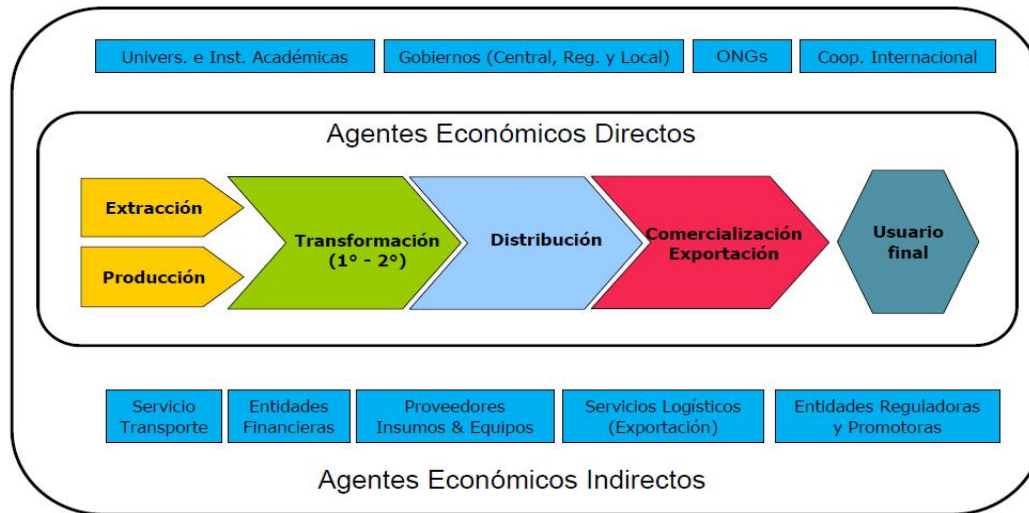 Univers. e Inst. Académicas
Gobiernos (Central, Reg. y Local)
ONGs
Coop. Internacional
Agentes Económicos Directos
Extracción
Producción
Transformación
(1° - 2°)
Distribución
Comercialización
Exportación
Usuario
final
Servicio
Transporte
Entidades
Financieras
Proveedores
Insumos & Equipos
Servicios Logísticos
(Exportación)
Entidades Reguladoras
y Promotoras
Agentes Económicos Indirectos